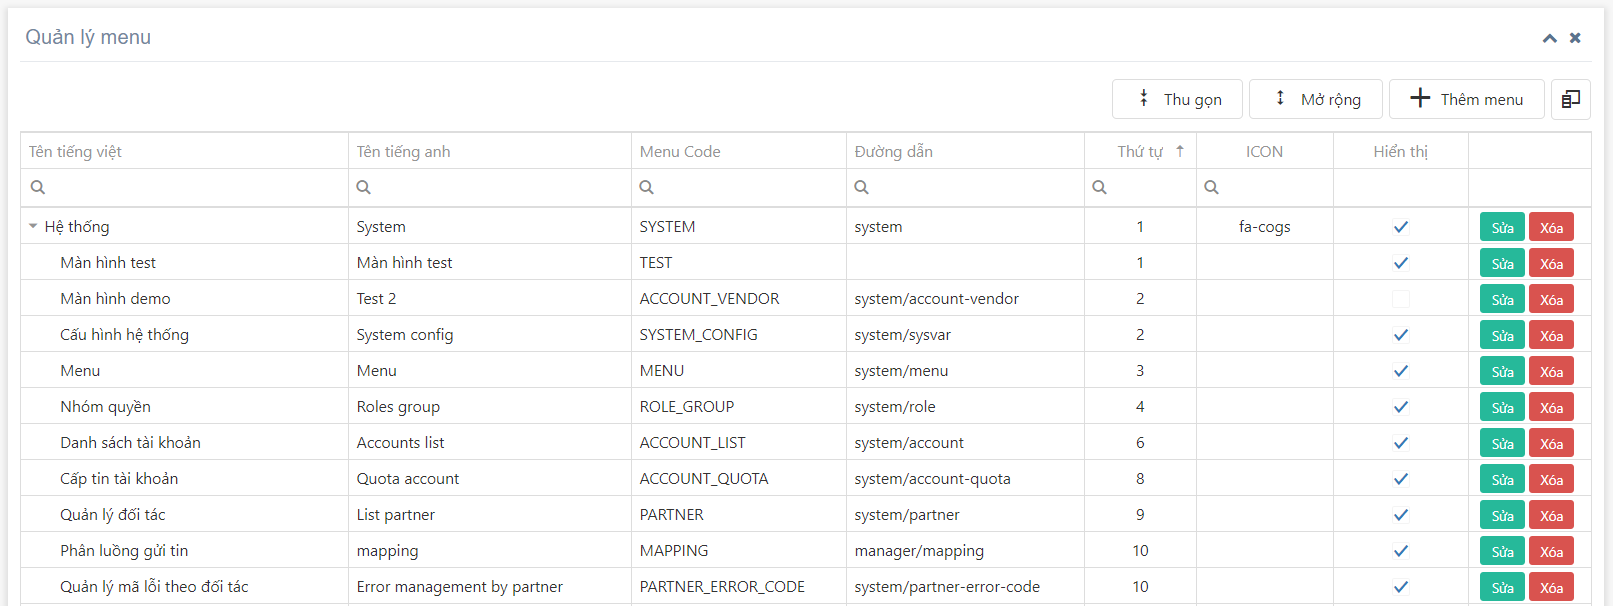 Quản lý menu
Thu gọn Mở rộng Thêm menu
Tên tiếng việt Tên tiếng anh Menu Code Đường dẫn Thứ tự ICON Hiển thị
Hệ thống System SYSTEM system 1 fa-cogs Sửa Xóa
Màn hình test Màn hình test TEST 1 Sửa Xóa
Màn hình demo Test 2 ACCOUNT_VENDOR system/account-vendor 2 Sửa Xóa
Cấu hình hệ thống System config SYSTEM_CONFIG system/sysvar 2 Sửa Xóa
Menu Menu MENU system/menu 3 Sửa Xóa
Nhóm quyền Roles group ROLE_GROUP system/role 4 Sửa Xóa
Danh sách tài khoản Accounts list ACCOUNT_LIST system/account 6 Sửa Xóa
Cấp tin tài khoản Quota account ACCOUNT_QUOTA system/account-quota 8 Sửa Xóa
Quản lý đối tác List partner PARTNER system/partner 9 Sửa Xóa
Phân luồng gửi tin mapping MAPPING manager/mapping 10 Sửa Xóa
Quản lý mã lỗi theo đối tác Error management by partner PARTNER_ERROR_CODE system/partner-error-code 10 Sửa Xóa